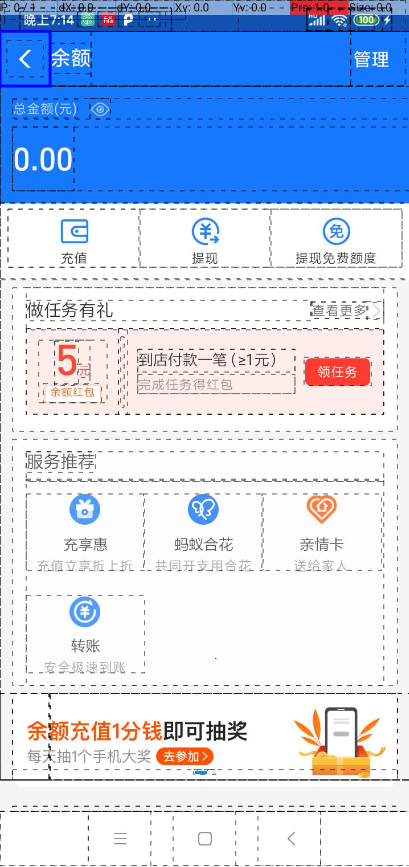 P: 0 / 1 dX: 0.0 dY: 0.0 Xv: 0.0 Yv: 0.0 Prs: 1.0 Size: 0.0
晚上7:14 100
余额 管理
总金额(元)
0.00
充值 提现 提现免费额度
做任务有礼 查看更多
5元 到店付款一笔(≥1元) 领任务
余额红包 完成任务得红包
服务推荐
充享惠 蚂蚁合花 亲情卡
充值立享折上折 共同开支用合花 送给家人
转账
安全极速到账
余额充值1分钱即可抽奖
每天抽1个手机大奖 去参加>